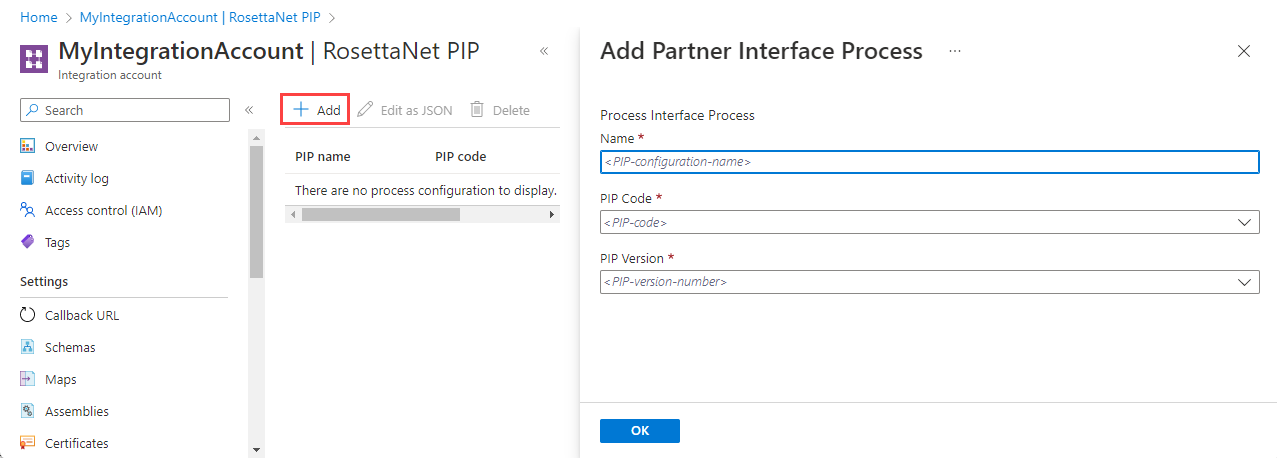 Home > MyIntegrationAccount | RosettaNet PIP >
MyIntegrationAccount | RosettaNet PIP
Integration account
Search
Overview
Activity log
Access control (IAM)
Tags
Settings
Callback URL
Schemas
Maps
Assemblies
Certificates
+ Add Edit as JSON Delete
PIP name PIP code
There are no process configuration to display.
Add Partner Interface Process ...
Process Interface Process
Name *
<PIP-configuration-name>
PIP Code *
<PIP-code>
PIP Version *
<PIP-version-number>
OK